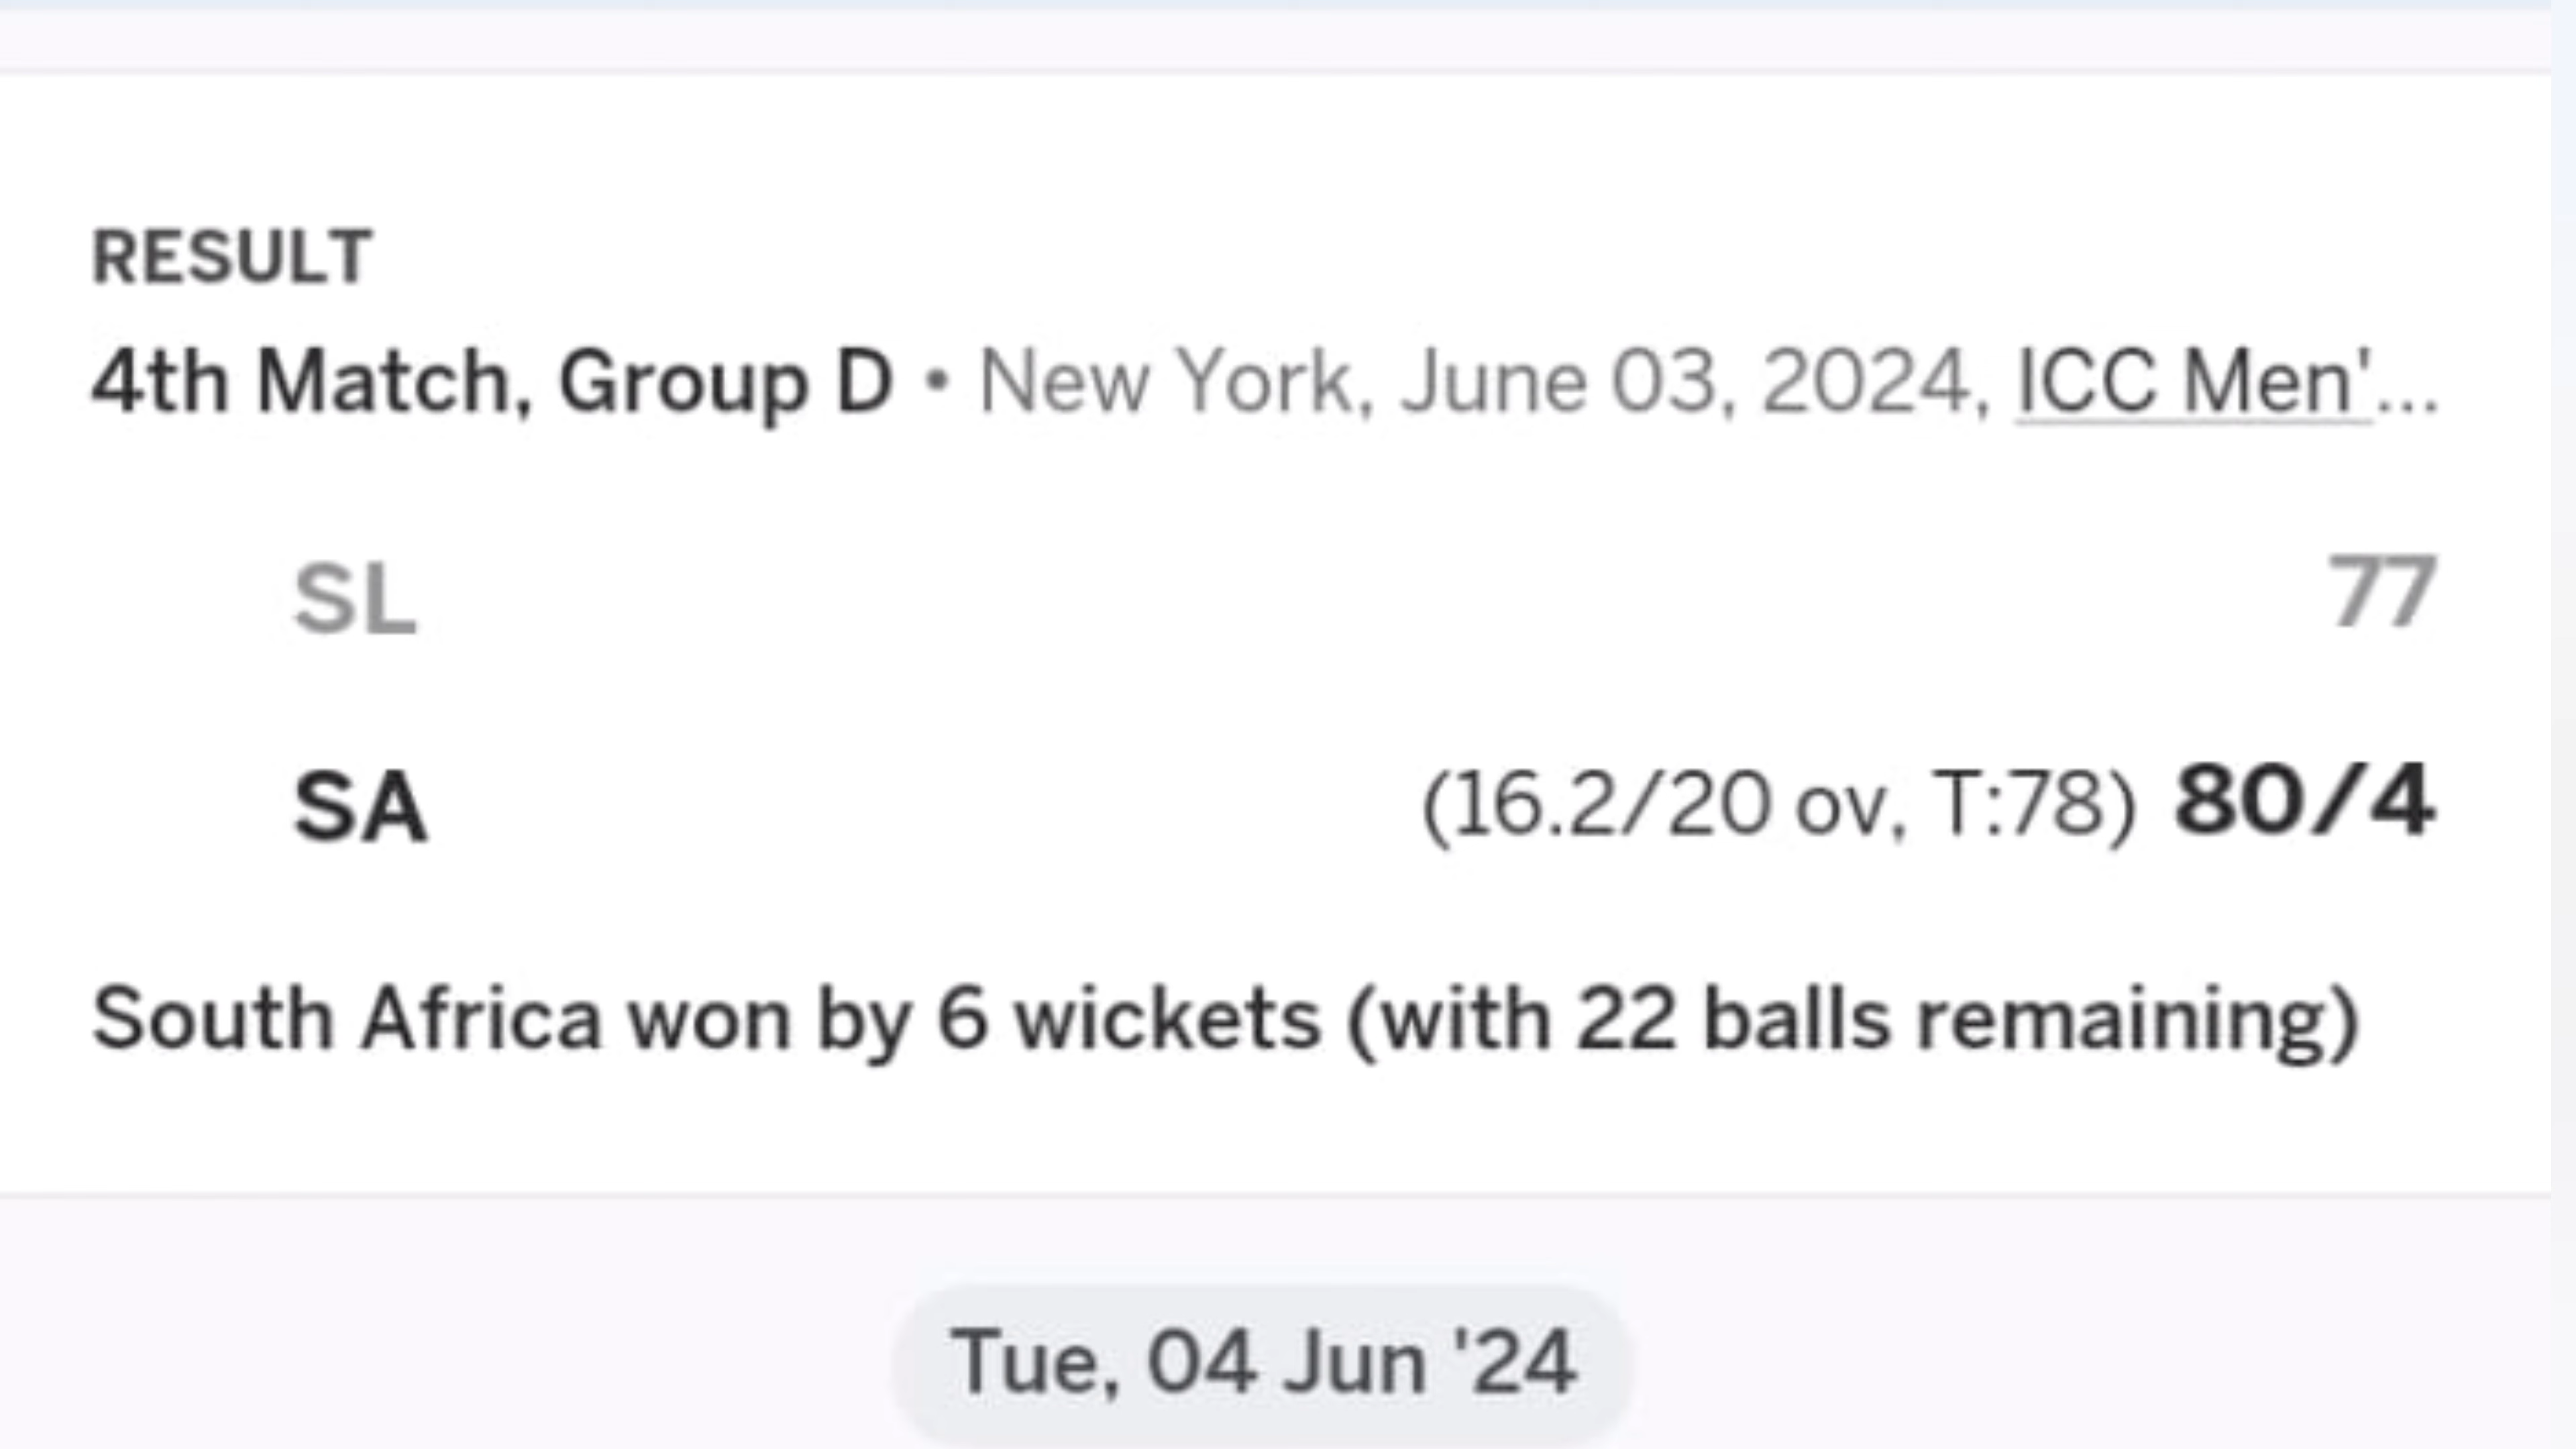 RESULT
4th Match, Group D • New York, June 03, 2024, ICC Men'...
SL 77
SA (16.2/20 ov, T:78) 80/4
South Africa won by 6 wickets (with 22 balls remaining)
Tue, 04 Jun '24